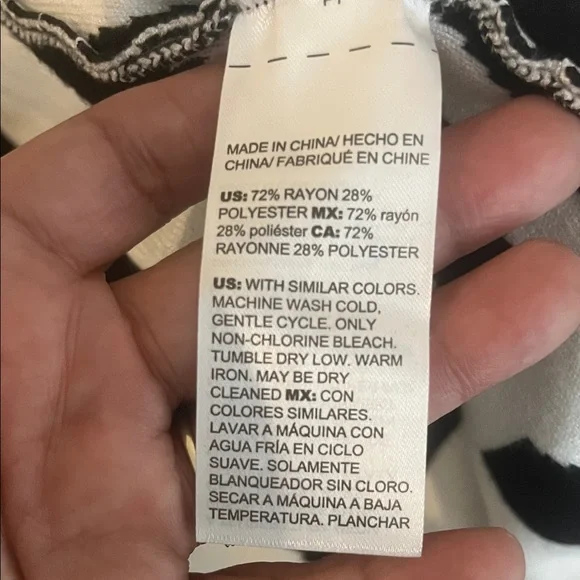 MADE IN CHINA/ HECHO EN
CHINA/ FABRIQUÉ EN CHINE
US: 72% RAYON 28%
POLYESTER MX: 72% rayón
28% poliéster CA: 72%
RAYONNE 28% POLYESTER
US: WITH SIMILAR COLORS.
MACHINE WASH COLD,
GENTLE CYCLE. ONLY
NON-CHLORINE BLEACH.
TUMBLE DRY LOW. WARM
IRON. MAY BE DRY
CLEANED MX: CON
COLORES SIMILARES.
LAVAR A MÁQUINA CON
AGUA FRÍA EN CICLO
SUAVE. SOLAMENTE
BLANQUEADOR SIN CLORO.
SECAR A MÁQUINA A BAJA
TEMPERATURA. PLANCHAR